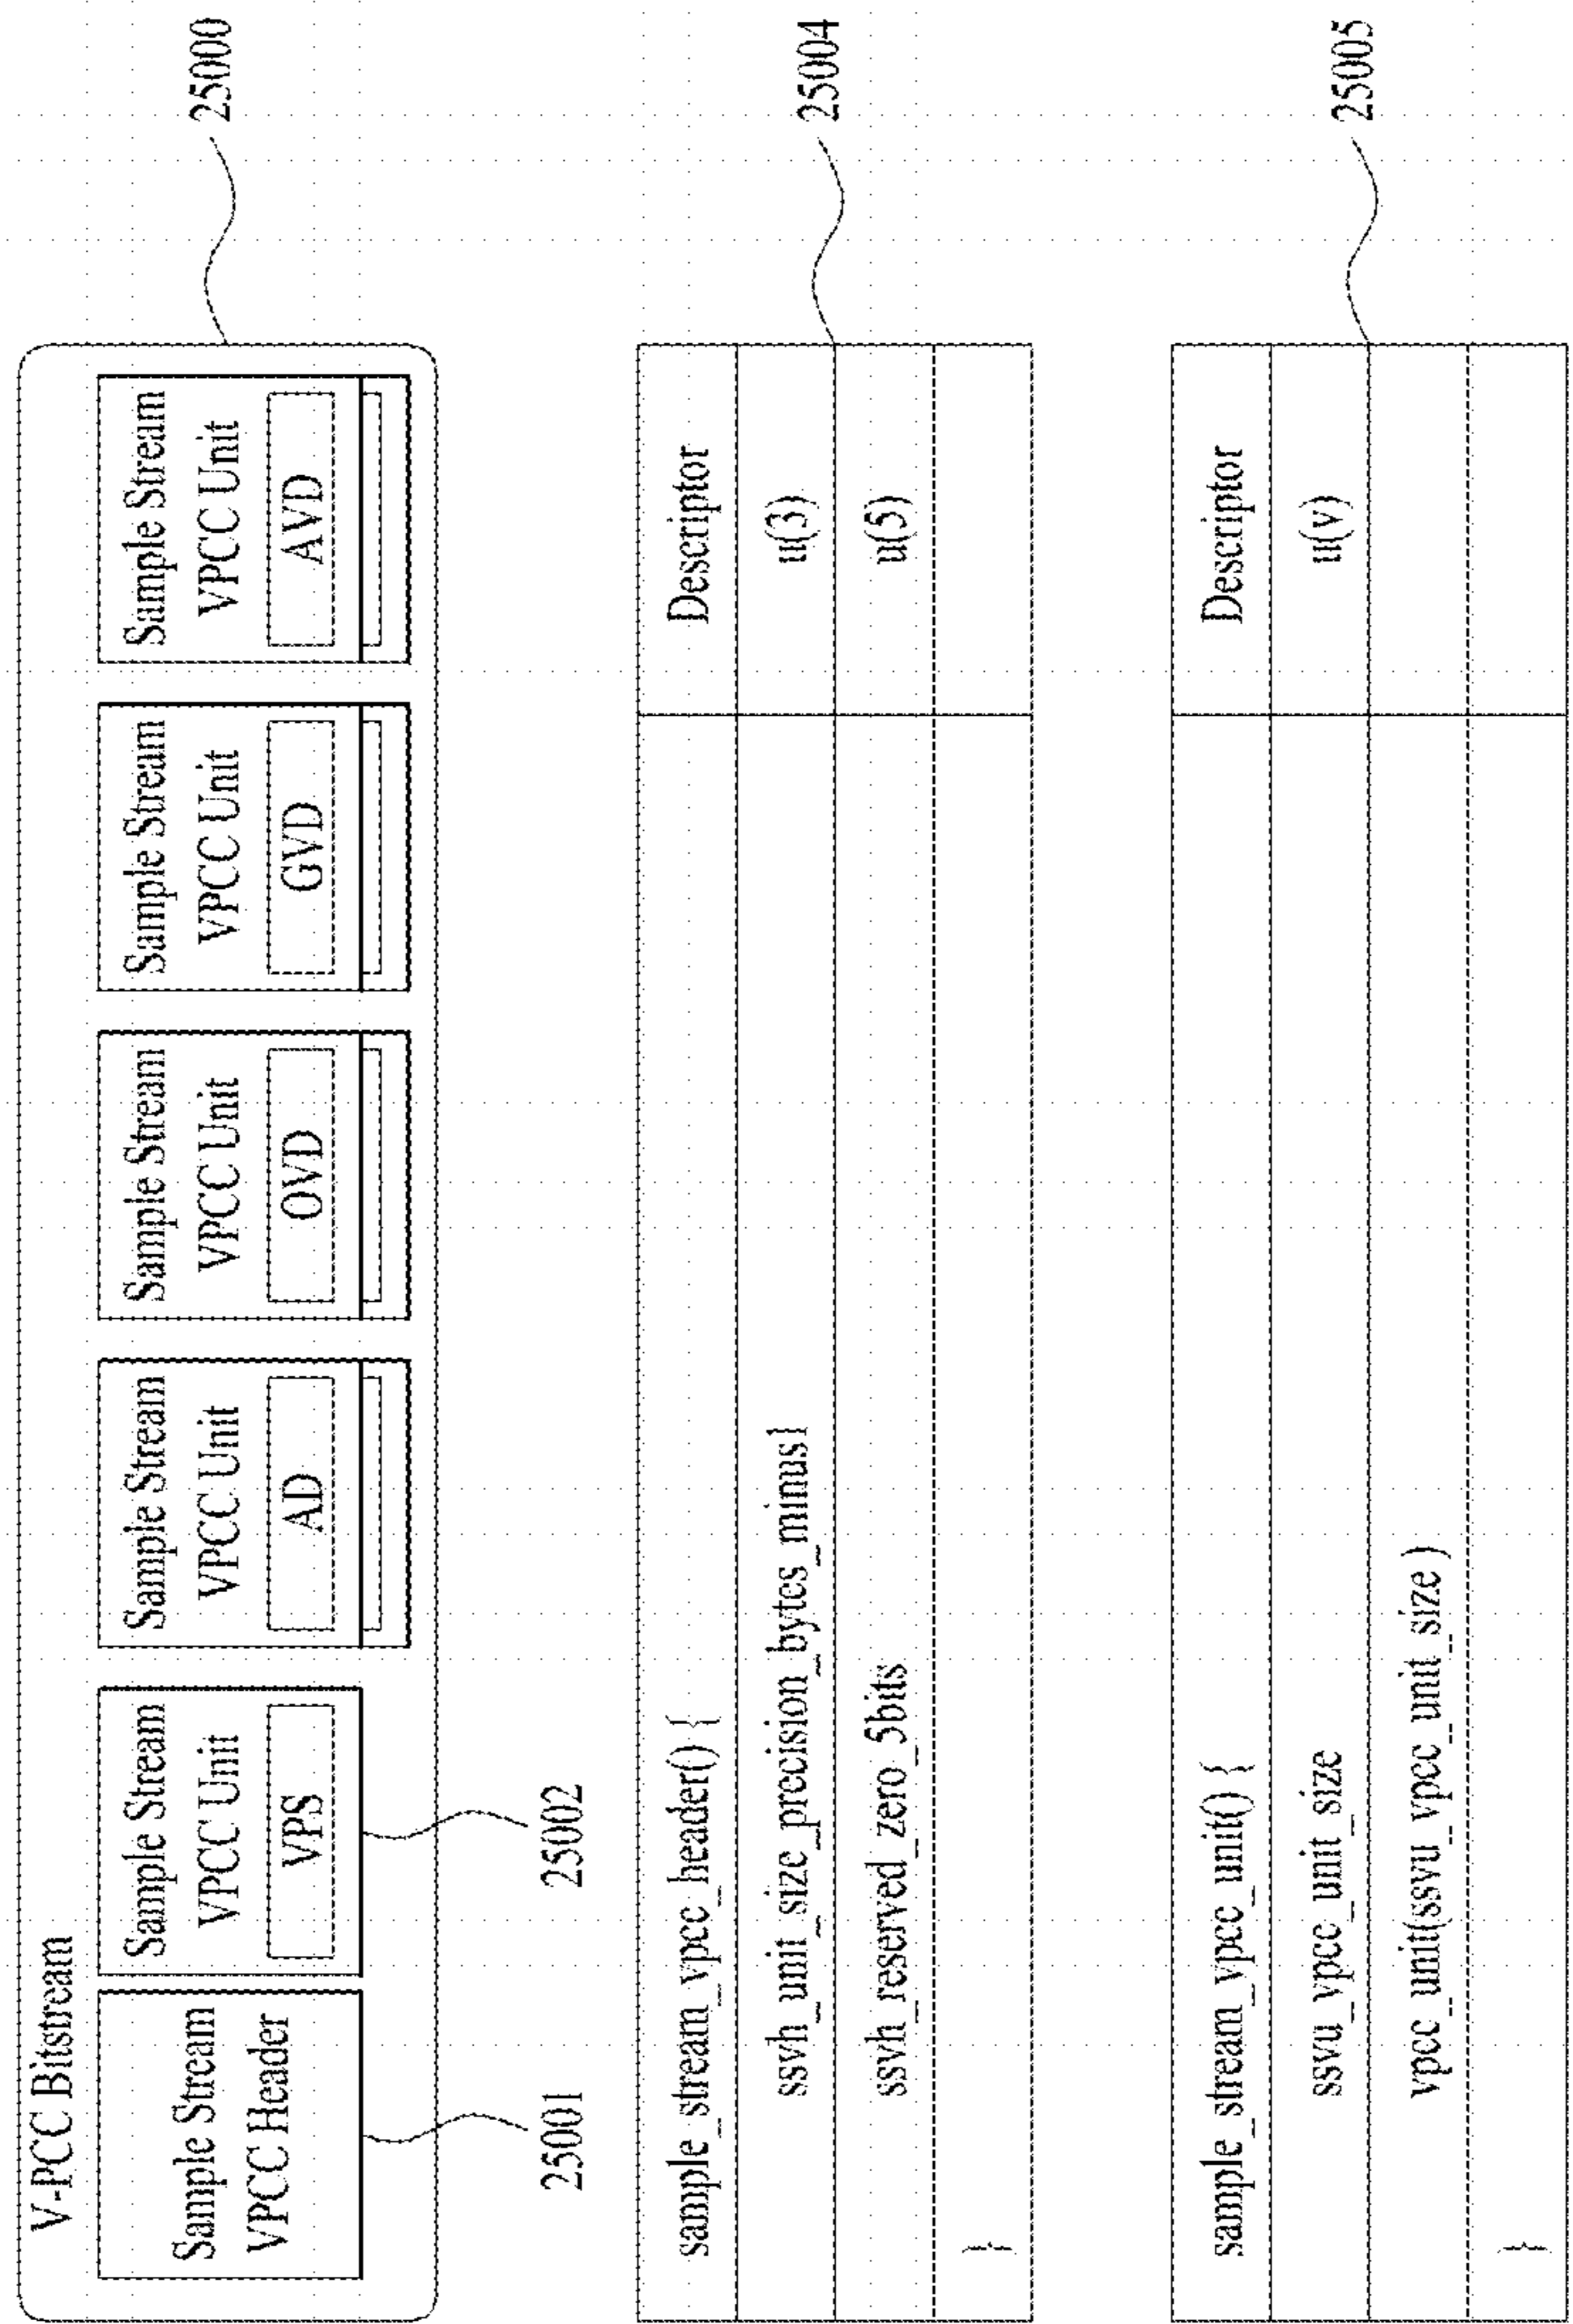 V-PCC Bitstream
Sample Stream
VPCC Header
Sample Stream
VPCC Unit
VPS
Sample Stream
VPCC Unit
AD
Sample Stream
VPCC Unit
OVD
Sample Stream
VPCC Unit
GVD
Sample Stream
VPCC Unit
AVD
25000
25001
25002
sample_stream_vpcc_header() {
Descriptor
ssvh_unit_size_precision_bytes_minus1
u(3)
ssvh_reserved_zero_5bits
u(5)
}
25004
sample_stream_vpcc_unit() {
Descriptor
ssvu_vpcc_unit_size
u(v)
vpcc_unit(ssvu_vpcc_unit_size )
}
25005